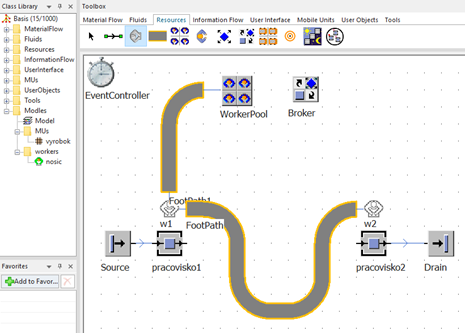 Class Library
Toolbox
Basis (15/1000)
MaterialFlow
Fluids
Resources
InformationFlow
UserInterface
MUs
UserObjects
Tools
Modles
Model
MUs
vyrobok
workers
nosic
Favorites
Add to Favor...
Material Flow Fluids Resources Information Flow User Interface Mobile Units User Objects Tools
EventController
WorkerPool
Broker
FootPath1
w1
FootPath
w2
Source
pracovisko1
pracovisko2
Drain